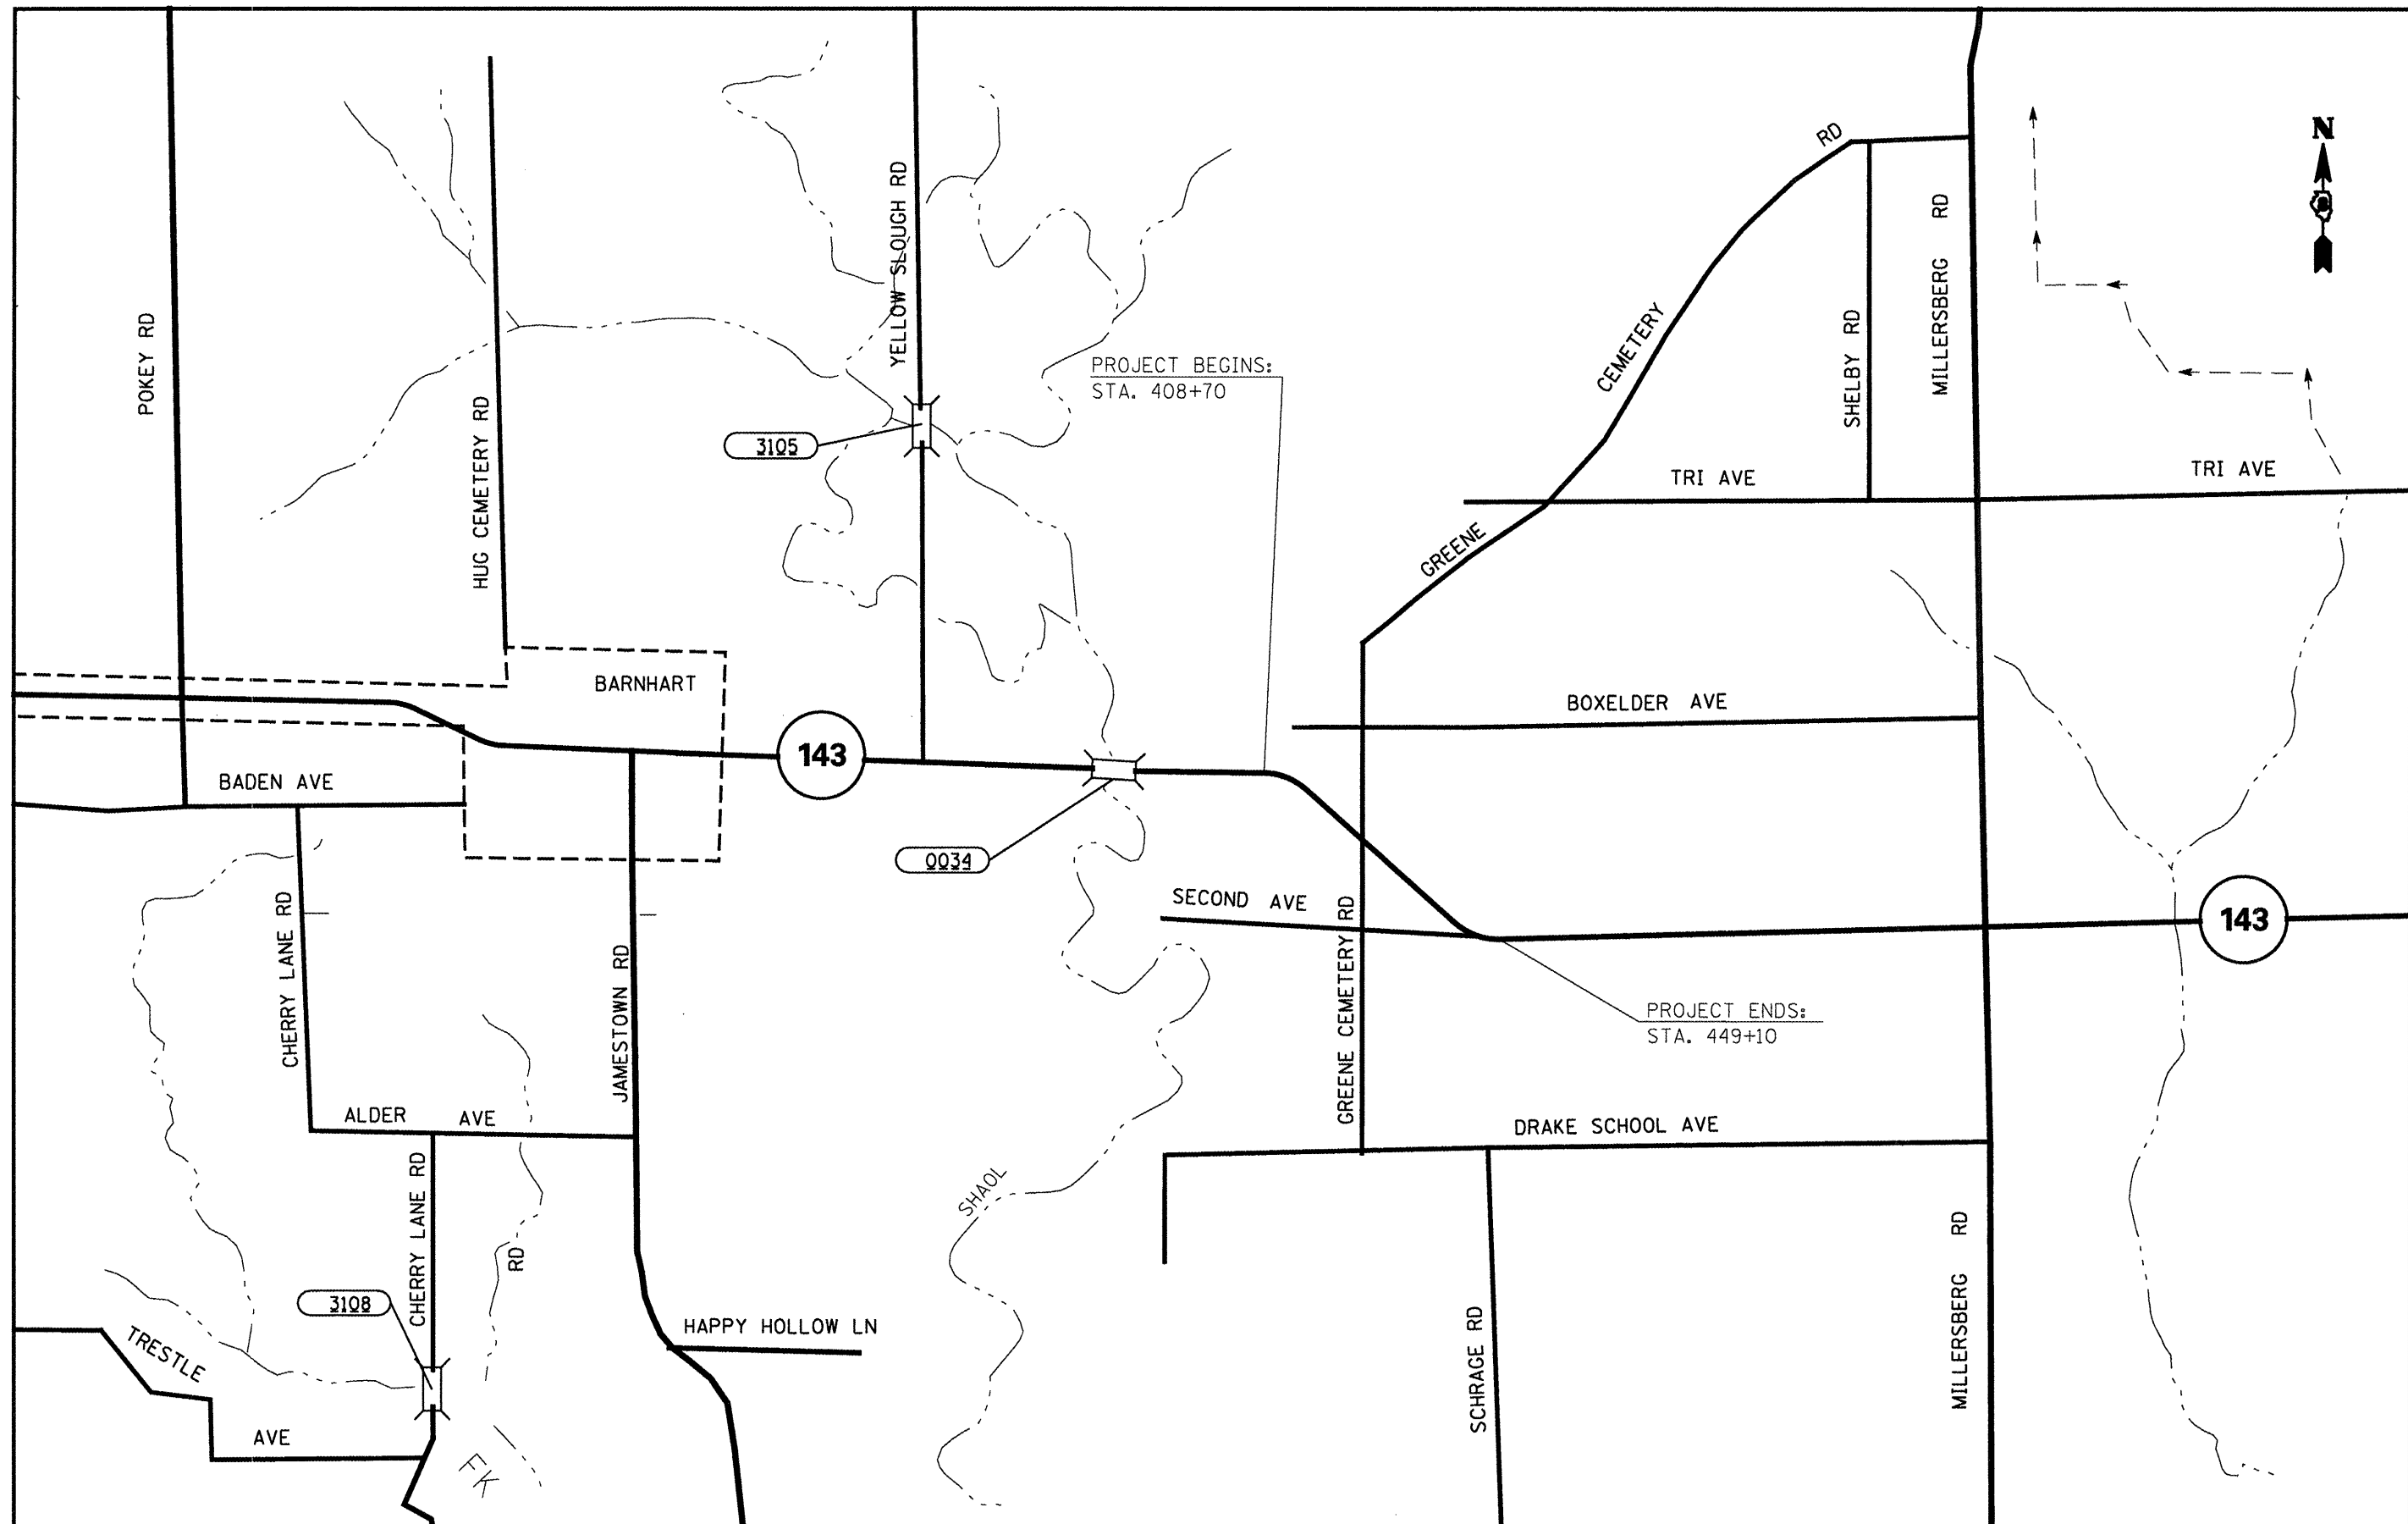 N
RD
YELLOW SLOUGH RD
MILLERSBERG RD
POKEY RD
CEMETERY
SHELBY RD
PROJECT BEGINS:
STA. 408+70
HUG CEMETERY RD
3105
TRI AVE
TRI AVE
GREENE
BARNHART
BOXELDER AVE
143
BADEN AVE
0034
SECOND AVE
143
CHERRY LANE RD
JAMESTOWN RD
GREENE CEMETERY RD
PROJECT ENDS:
STA. 449+10
ALDER AVE
DRAKE SCHOOL AVE
SHAOL
CHERRY LANE RD
RD
MILLERSBERG RD
3108
TRESTLE
HAPPY HOLLOW LN
SCHRAGE RD
AVE
FK